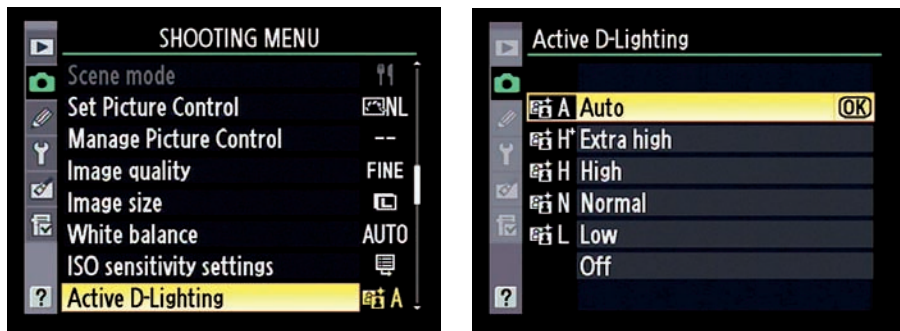 SHOOTING MENU
Scene mode
Set Picture Control NL
Manage Picture Control --
Image quality FINE
Image size L
White balance AUTO
ISO sensitivity settings
Active D-Lighting A
?
Active D-Lighting
A Auto OK
H+ Extra high
H High
N Normal
L Low
Off
?